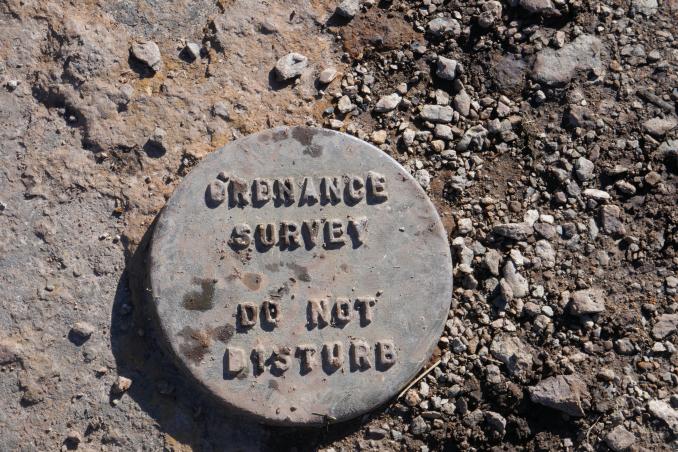 ORDNANCE
SURVEY
DO NOT
DISTURB